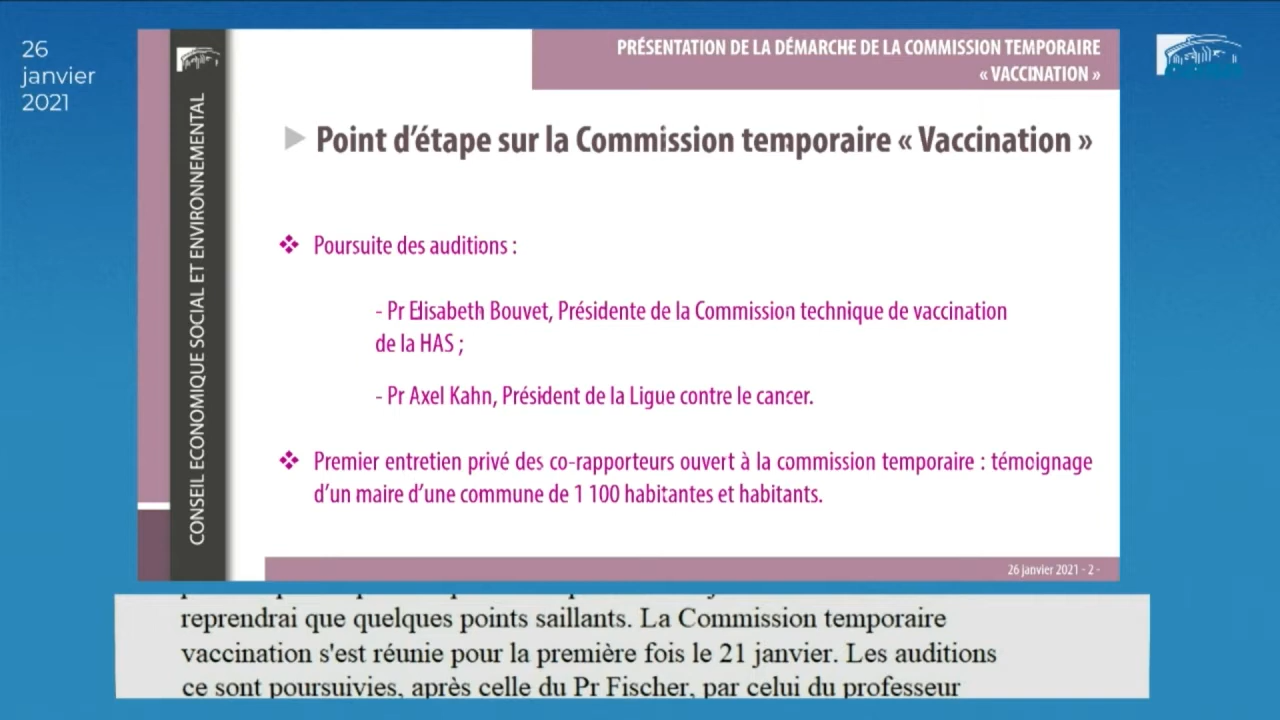 26
janvier
2021
CONSEIL ECONOMIQUE SOCIAL ET ENVIRONNEMENTAL
PRÉSENTATION DE LA DÉMARCHE DE LA COMMISSION TEMPORAIRE
« VACCINATION »
Point d'étape sur la Commission temporaire « Vaccination »
Poursuite des auditions :
- Pr Elisabeth Bouvet, Présidente de la Commission technique de vaccination
de la HAS ;
- Pr Axel Kahn, Président de la Ligue contre le cancer.
Premier entretien privé des co-rapporteurs ouvert à la commission temporaire : témoignage
d'un maire d'une commune de 1 100 habitantes et habitants.
26 janvier 2021 - 2 -
reprendrai que quelques points saillants. La Commission temporaire
vaccination s'est réunie pour la première fois le 21 janvier. Les auditions
ce sont poursuivies, après celle du Pr Fischer, par celui du professeur